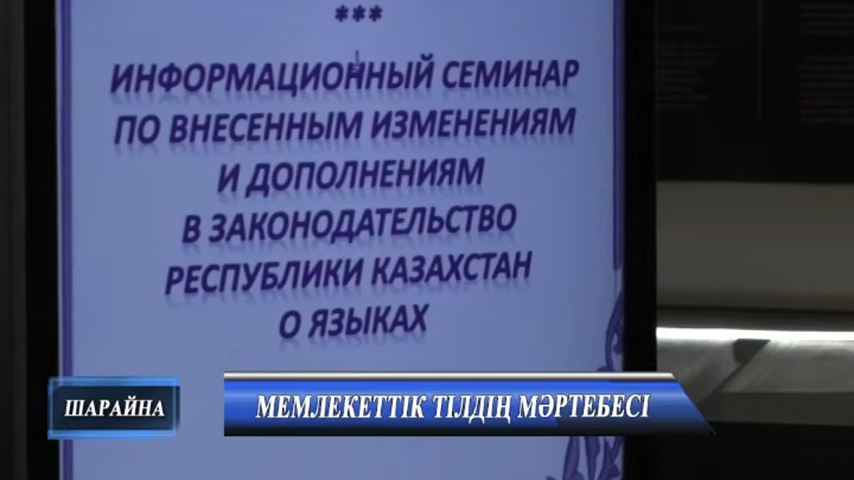 ***
ИНФОРМАЦИОННЫЙ СЕМИНАР
ПО ВНЕСЕННЫМ ИЗМЕНЕНИЯМ
И ДОПОЛНЕНИЯМ
В ЗАКОНОДАТЕЛЬСТВО
РЕСПУБЛИКИ КАЗАХСТАН
О ЯЗЫКАХ
ШАРАЙНА
МЕМЛЕКЕТТІК ТІЛДІҢ МӘРТЕБЕСІ